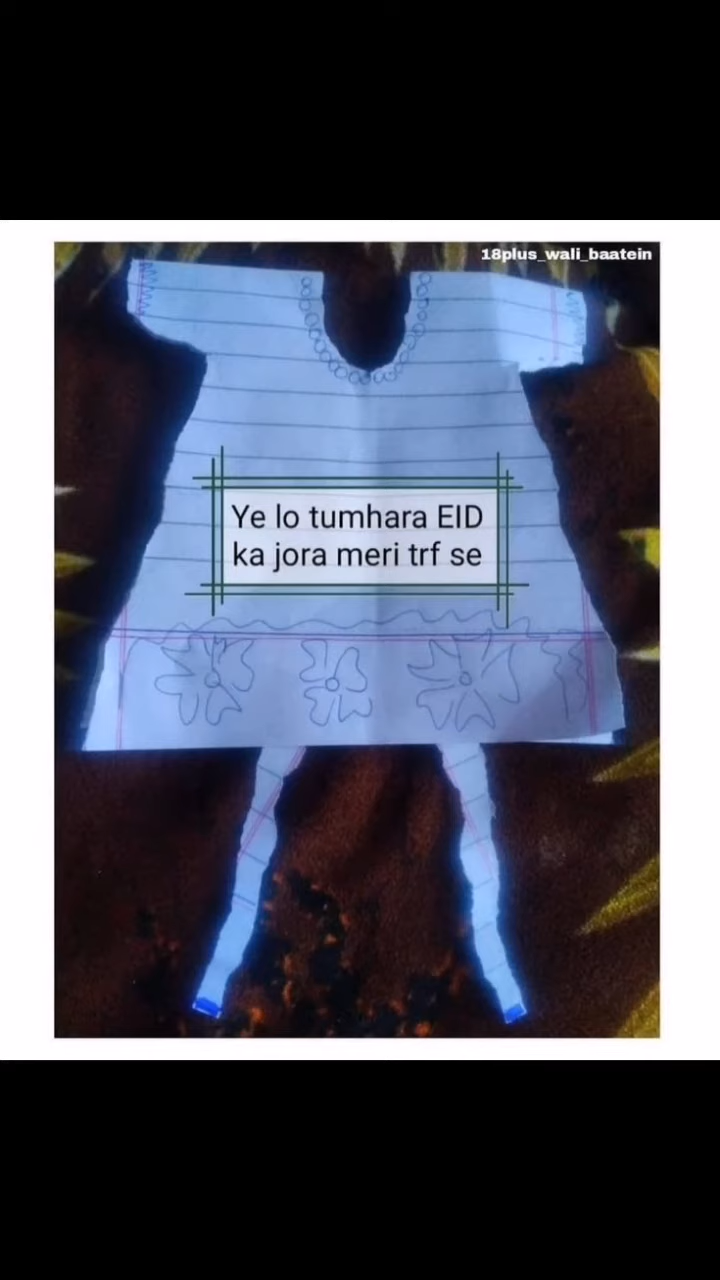 18plus_wali_baatein
Ye lo tumhara EID
ka jora meri trf se